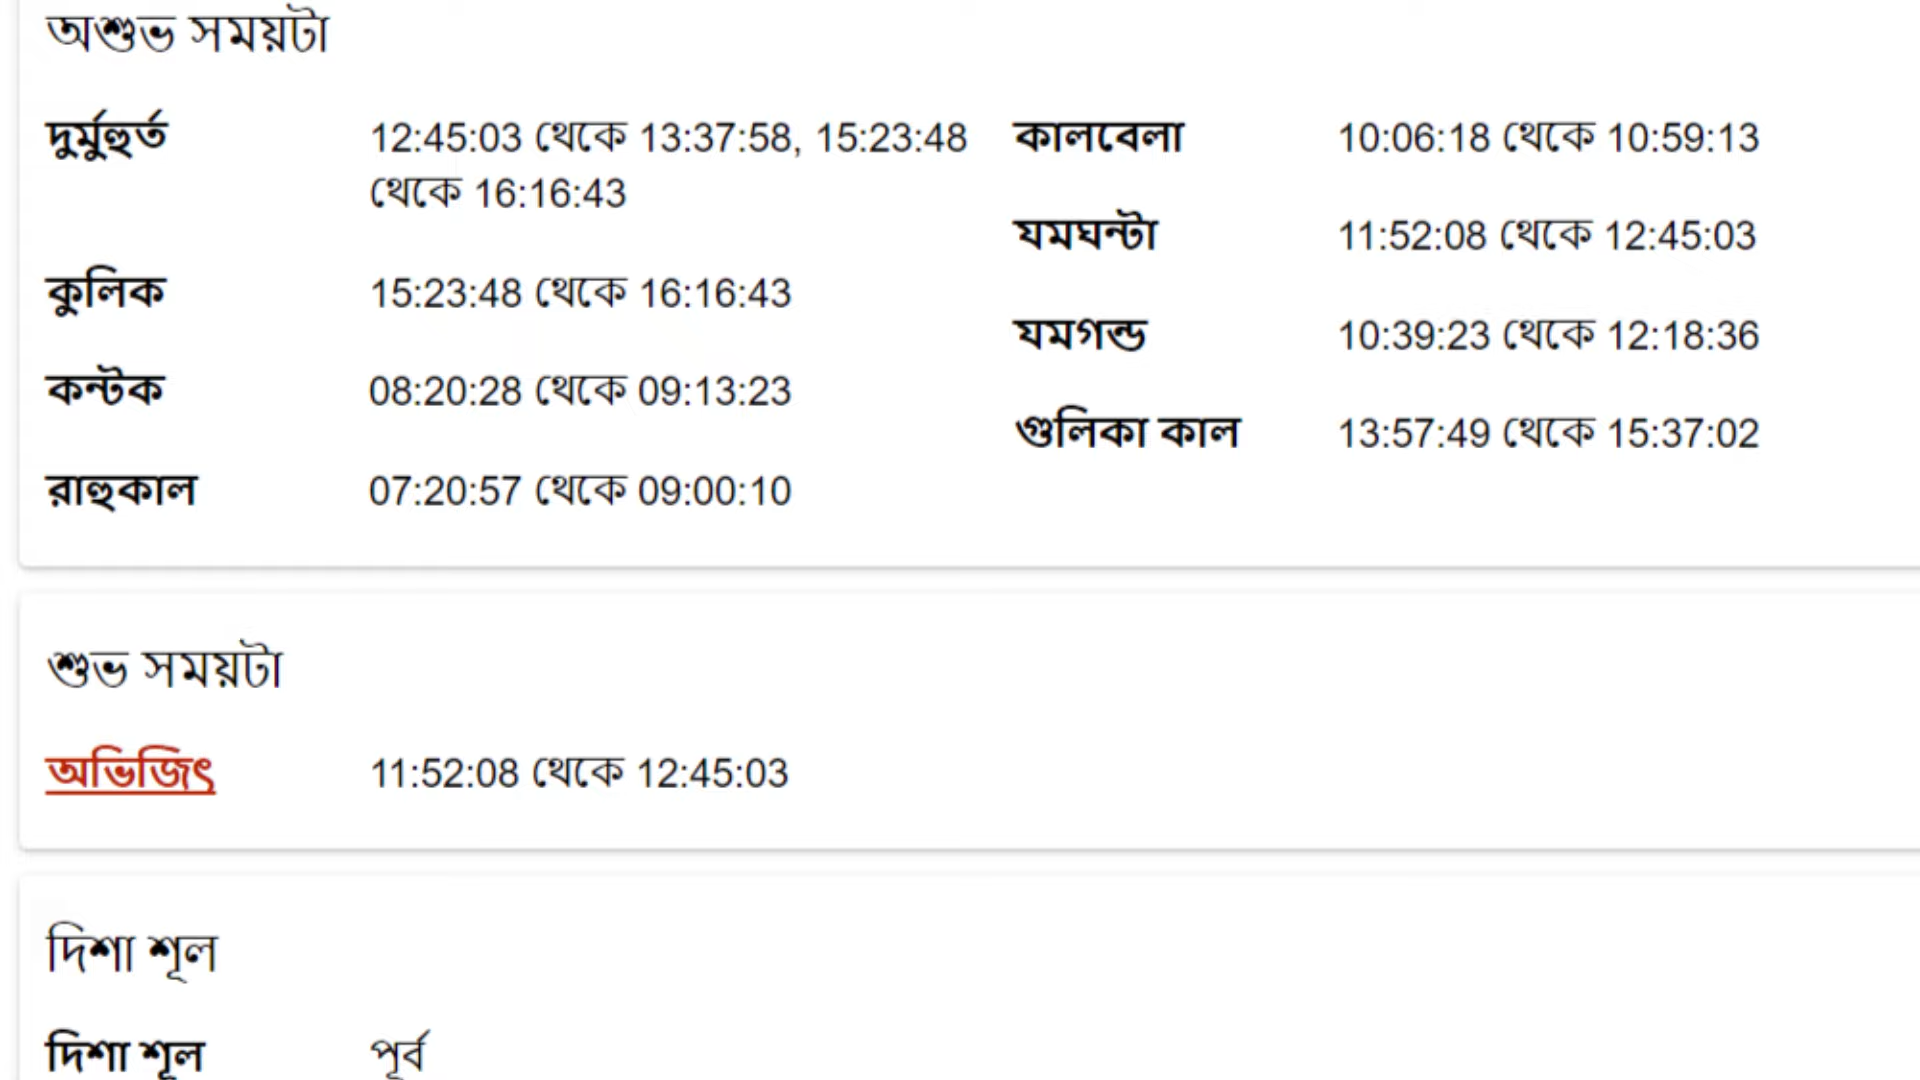 অশুভ সময়টা
দুর্মুহুর্ত 12:45:03 থেকে 13:37:58, 15:23:48
থেকে 16:16:43
কুলিক 15:23:48 থেকে 16:16:43
কন্টক 08:20:28 থেকে 09:13:23
রাহুকাল 07:20:57 থেকে 09:00:10
কালবেলা 10:06:18 থেকে 10:59:13
যমঘন্টা 11:52:08 থেকে 12:45:03
যমগন্ড 10:39:23 থেকে 12:18:36
গুলিকা কাল 13:57:49 থেকে 15:37:02
শুভ সময়টা
অভিজিৎ 11:52:08 থেকে 12:45:03
দিশা শূল
দিশা শূল পূর্ব